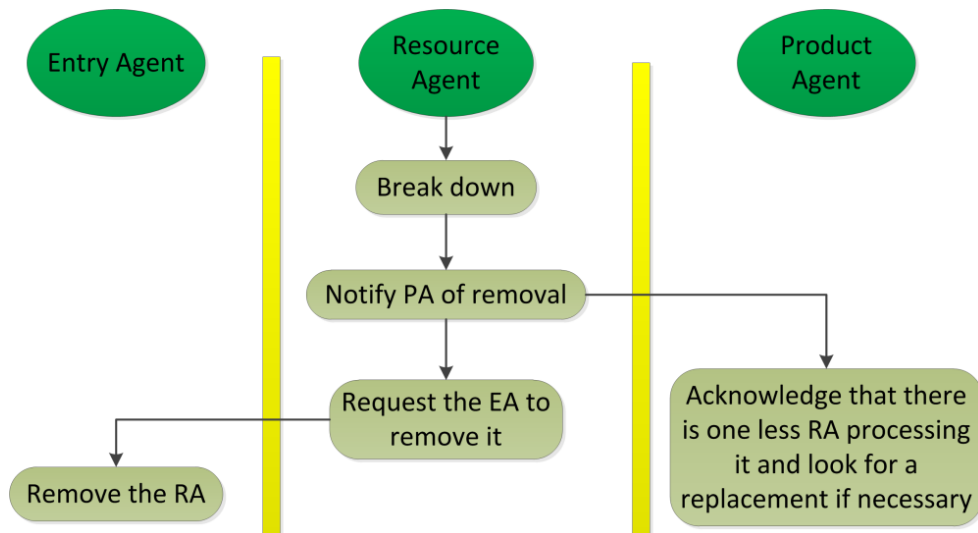 Entry Agent
Resource
Agent
Product
Agent
Break down
Notify PA of removal
Request the EA to
remove it
Remove the RA
Acknowledge that there
is one less RA processing
it and look for a
replacement if necessary